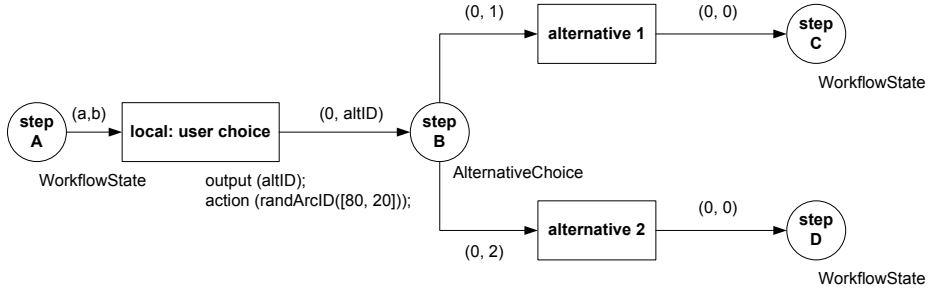 (0, 1)
alternative 1
(0, 0)
step
C
WorkflowState
step
A
(a,b)
local: user choice
(0, altID)
step
B
WorkflowState
output (altID);
action (randArcID([80, 20]));
AlternativeChoice
(0, 2)
alternative 2
(0, 0)
step
D
WorkflowState